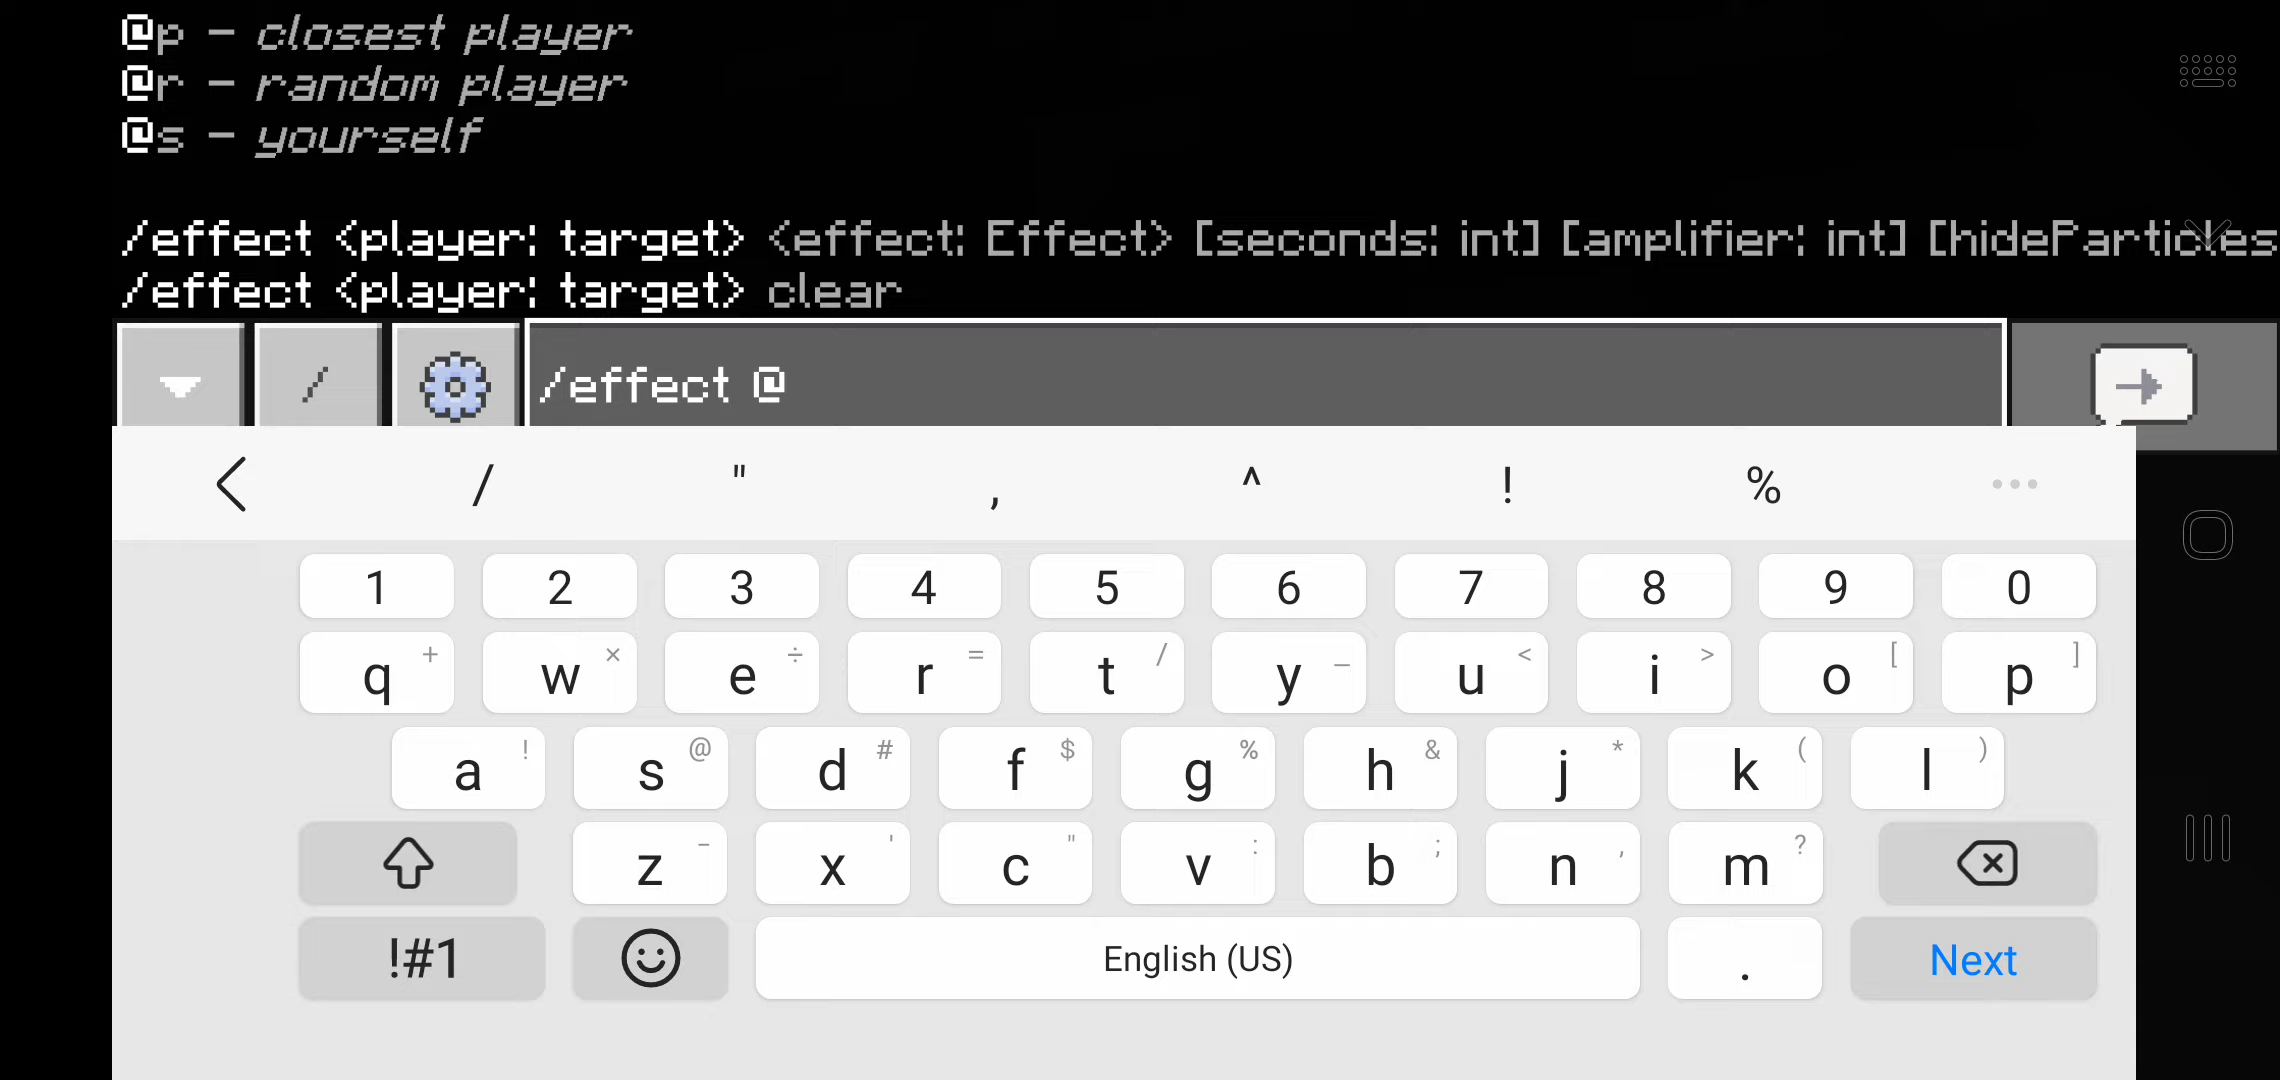 @p - closest player
@r - random player
@s - yourself
/effect <player: target> <effect: Effect> [seconds: int] [amplifier: int] [hideParticles
/effect <player: target> clear
/
/effect @
/ " , ^ ! % ...
1 2 3 4 5 6 7 8 9 0
q + w × e ÷ r = t / y _ u < i > o [ p ]
a ! s @ d # f $ g % h & j * k ( l )
z - x ' c " v : b ; n , m ?
!#1 English (US) . Next